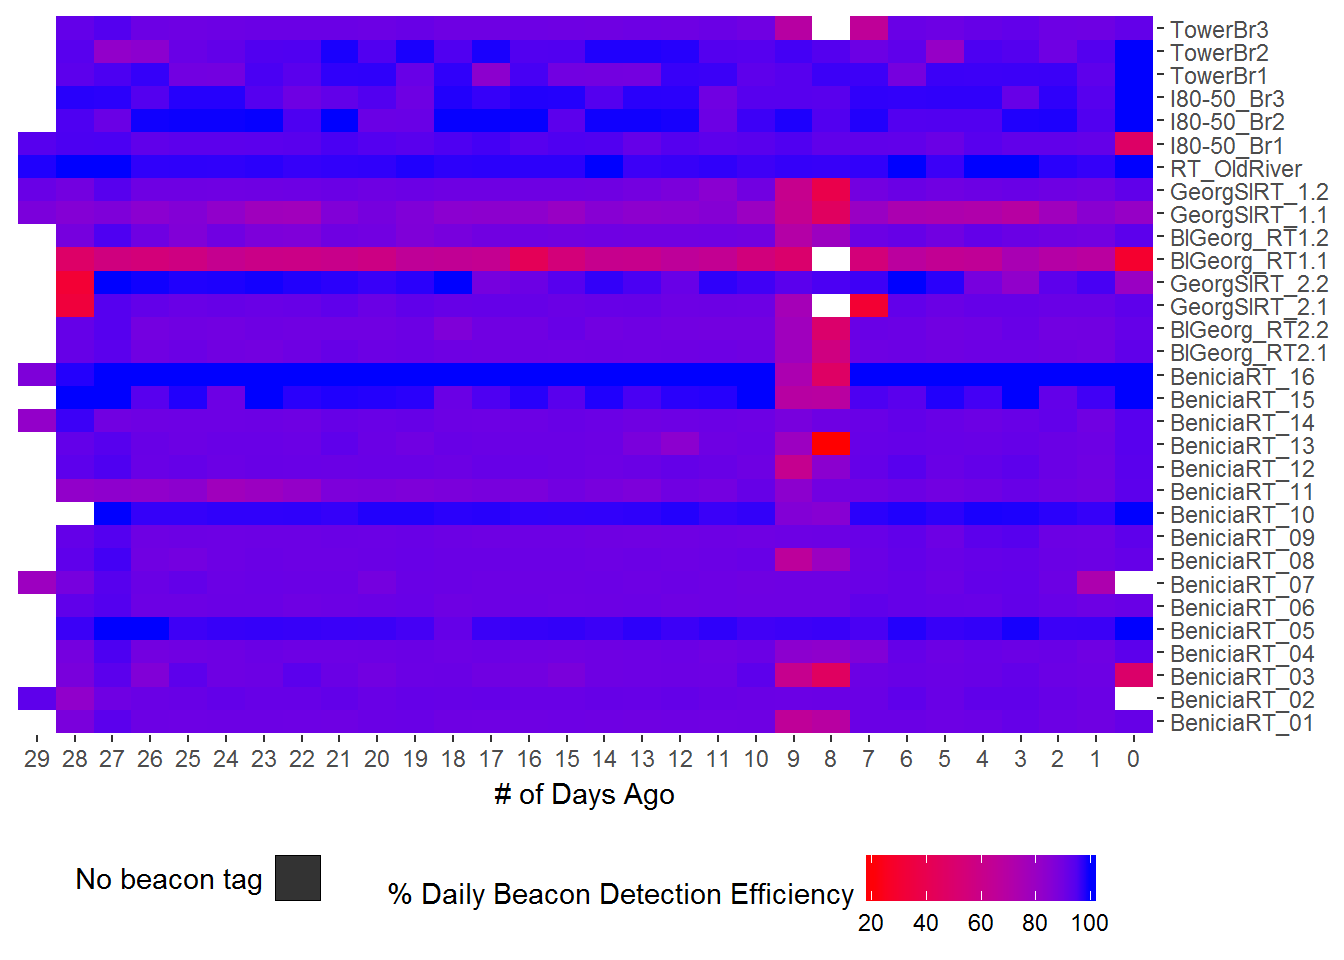 TowerBr3
TowerBr2
TowerBr1
I80-50_Br3
I80-50_Br2
I80-50_Br1
RT_OldRiver
GeorgSlRT_1.2
GeorgSlRT_1.1
BlGeorg_RT1.2
BlGeorg_RT1.1
GeorgSlRT_2.2
GeorgSlRT_2.1
BlGeorg_RT2.2
BlGeorg_RT2.1
BeniciaRT_16
BeniciaRT_15
BeniciaRT_14
BeniciaRT_13
BeniciaRT_12
BeniciaRT_11
BeniciaRT_10
BeniciaRT_09
BeniciaRT_08
BeniciaRT_07
BeniciaRT_06
BeniciaRT_05
BeniciaRT_04
BeniciaRT_03
BeniciaRT_02
BeniciaRT_01
29 28 27 26 25 24 23 22 21 20 19 18 17 16 15 14 13 12 11 10 9 8 7 6 5 4 3 2 1 0
# of Days Ago
No beacon tag
% Daily Beacon Detection Efficiency
20 40 60 80 100